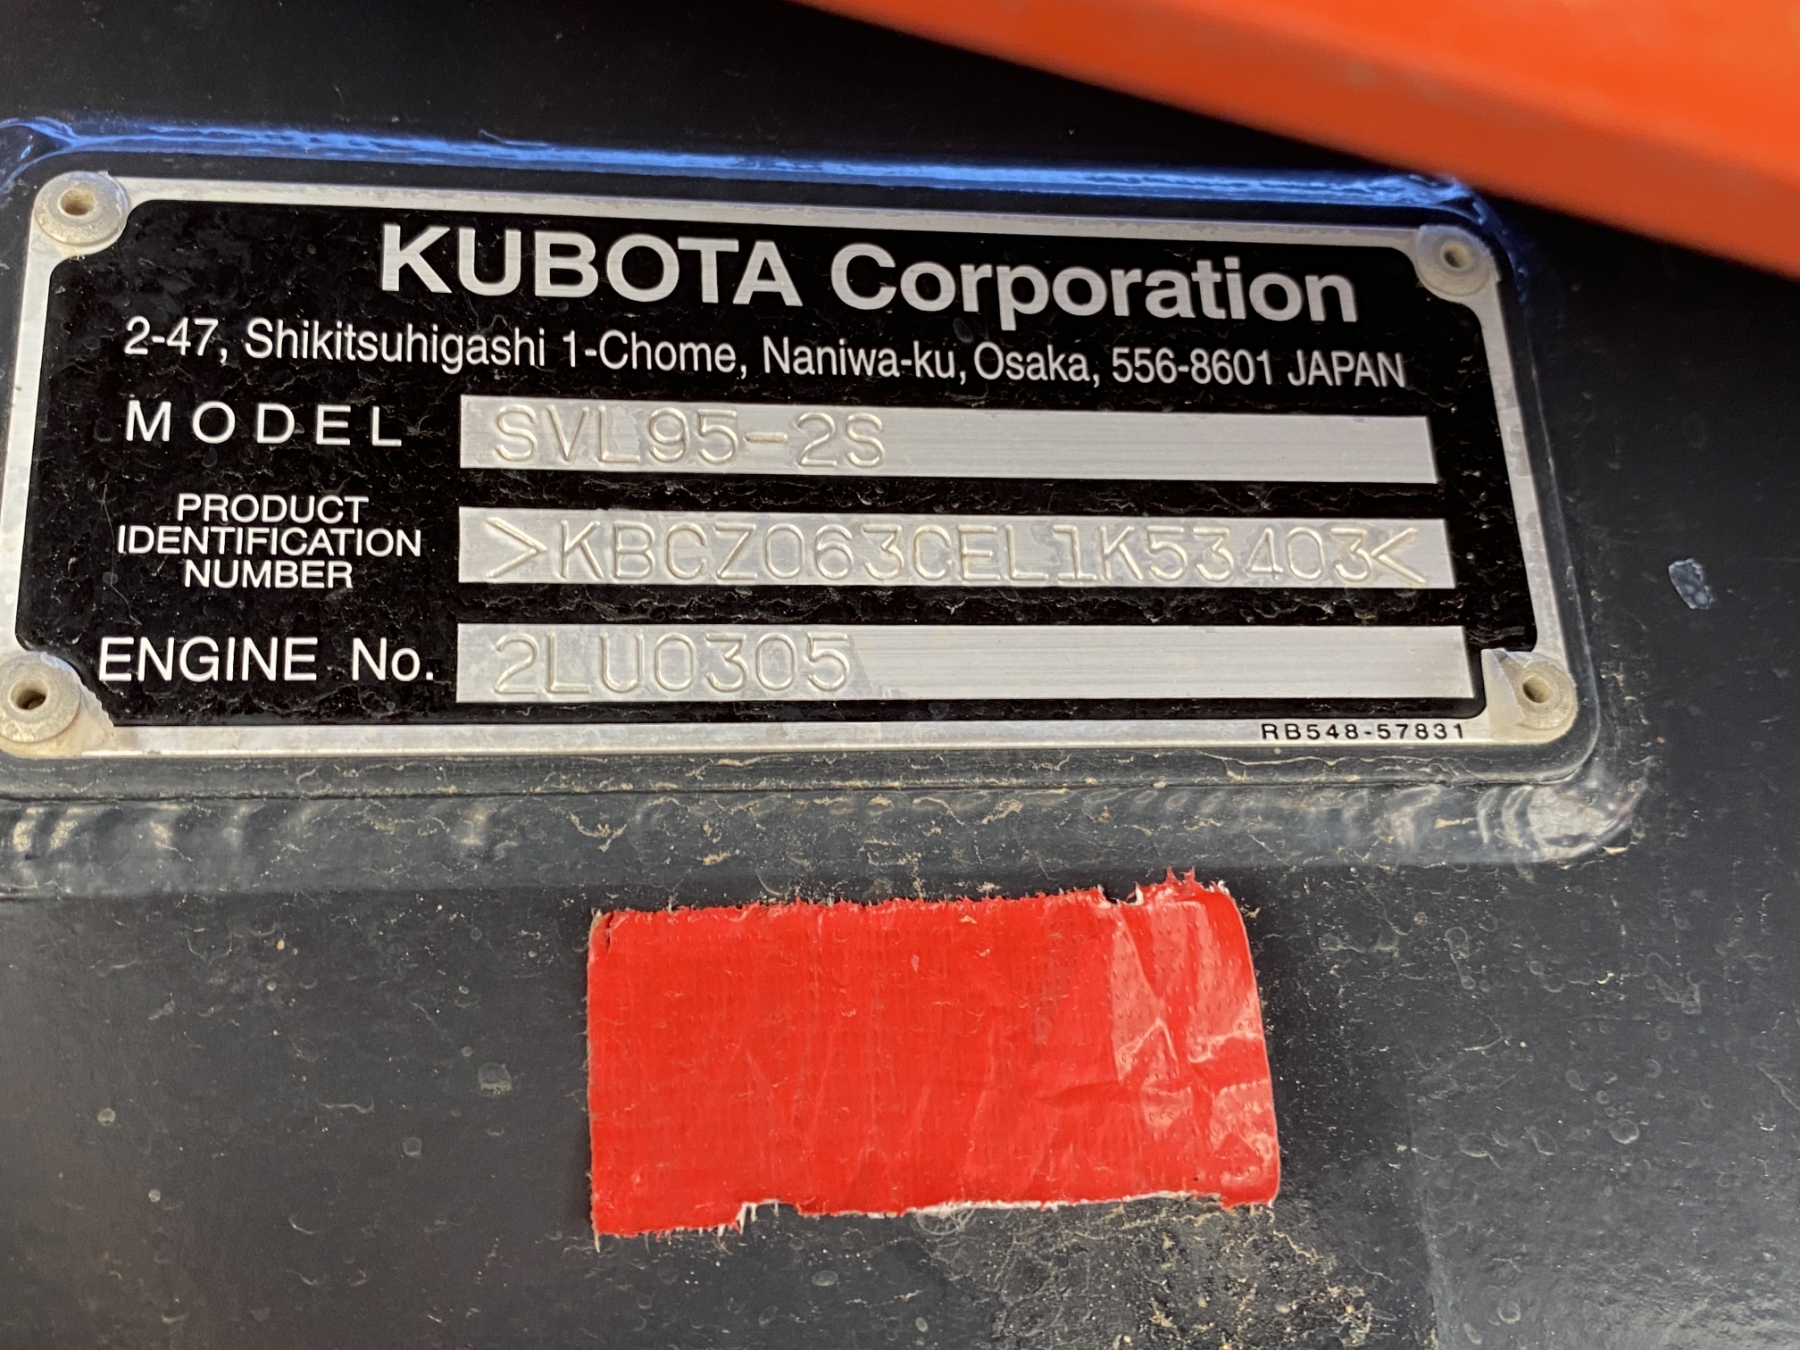 KUBOTA Corporation
2-47, Shikitsuhigashi 1-Chome, Naniwa-ku, Osaka, 556-8601 JAPAN
MODEL SVL95-2S
PRODUCT
IDENTIFICATION
NUMBER
>KBCZ063CEL1K53403<
ENGINE No. 2LU0305
RB548-57831